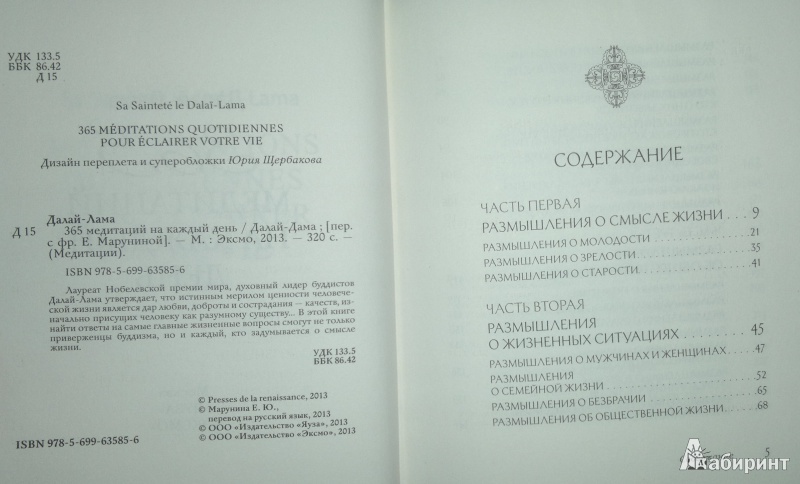 УДК 133.5
ББК 86.42
Д 15
Sa Sainteté le Dalaï-Lama
365 MÉDITATIONS QUOTIDIENNES
POUR ÉCLAIRER VOTRE VIE
Дизайн переплета и суперобложки Юрия Щербакова
Далай-Лама
Д 15 365 медитаций на каждый день / Далай-Дама ; [пер.
с фр. Е. Маруниной]. — М. : Эксмо, 2013. — 320 с. —
(Медитации).
ISBN 978-5-699-63585-6
Лауреат Нобелевской премии мира, духовный лидер буддистов
Далай-Лама утверждает, что истинным мерилом ценности человече-
ской жизни является дар любви, доброты и сострадания — качеств, из-
начально присущих человеку как разумному существу... В этой книге
найти ответы на самые главные жизненные вопросы смогут не только
приверженцы буддизма, но и каждый, кто задумывается о смысле
жизни.
УДК 133.5
ББК 86.42
© Presses de la renaissance, 2013
© Марунина Е. Ю.,
перевод на русский язык, 2013
© ООО «Издательство «Яуза», 2013
© ООО «Издательство «Эксмо», 2013
ISBN 978-5-699-63585-6
СОДЕРЖАНИЕ
ЧАСТЬ ПЕРВАЯ
РАЗМЫШЛЕНИЯ О СМЫСЛЕ ЖИЗНИ . . . 9
РАЗМЫШЛЕНИЯ О МОЛОДОСТИ . . . . . . . . . . 21
РАЗМЫШЛЕНИЯ О ЗРЕЛОСТИ . . . . . . . . . . . . 35
РАЗМЫШЛЕНИЯ О СТАРОСТИ. . . . . . . . . . . . 41
ЧАСТЬ ВТОРАЯ
РАЗМЫШЛЕНИЯ
О ЖИЗНЕННЫХ СИТУАЦИЯХ. . . . . . . 45
РАЗМЫШЛЕНИЯ О МУЖЧИНАХ И ЖЕНЩИНАХ . . . . 47
РАЗМЫШЛЕНИЯ
О СЕМЕЙНОЙ ЖИЗНИ . . . . . . . . . . . . . . . 52
РАЗМЫШЛЕНИЯ О БЕЗБРАЧИИ . . . . . . . . . . . 65
РАЗМЫШЛЕНИЯ ОБ ОБЩЕСТВЕННОЙ ЖИЗНИ. . . . . 68
5
Лабиринт